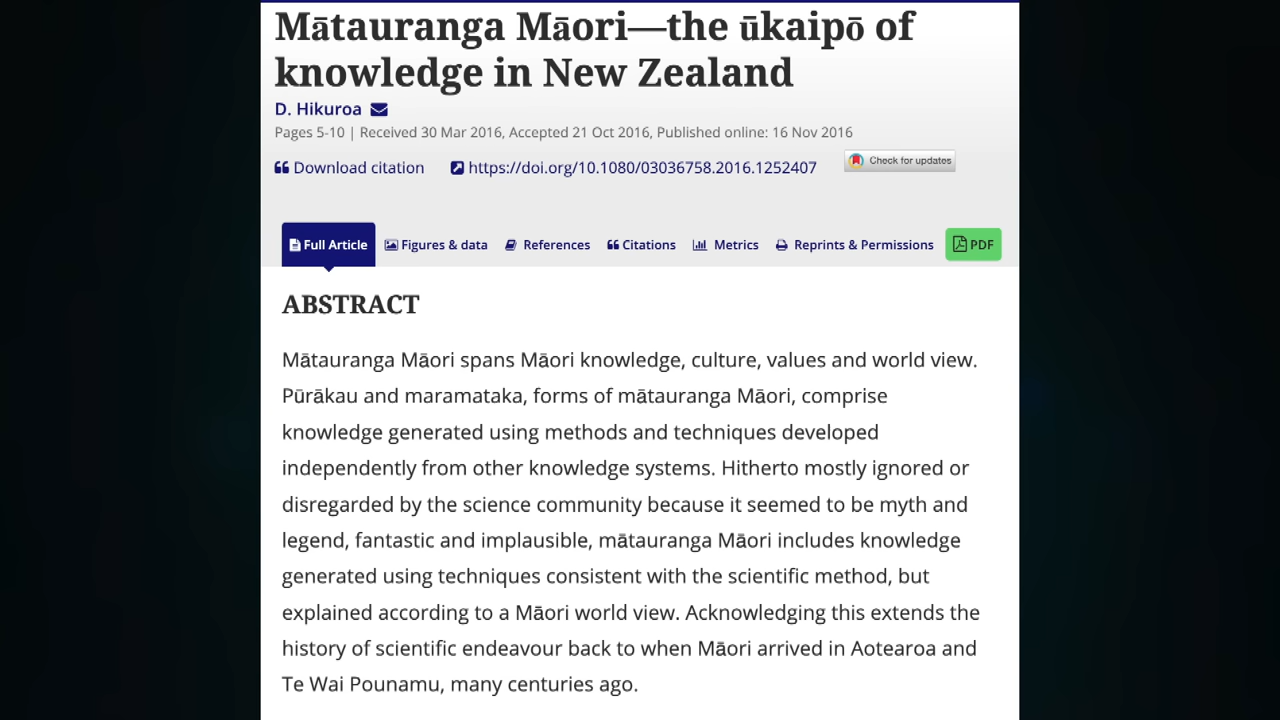 Mātauranga Māori—the ūkaipō of
knowledge in New Zealand
D. Hikuroa
Pages 5-10 | Received 30 Mar 2016, Accepted 21 Oct 2016, Published online: 16 Nov 2016
Download citation https://doi.org/10.1080/03036758.2016.1252407 Check for updates
Full Article Figures & data References Citations Metrics Reprints & Permissions PDF
ABSTRACT
Mātauranga Māori spans Māori knowledge, culture, values and world view.
Pūrākau and maramataka, forms of mātauranga Māori, comprise
knowledge generated using methods and techniques developed
independently from other knowledge systems. Hitherto mostly ignored or
disregarded by the science community because it seemed to be myth and
legend, fantastic and implausible, mātauranga Māori includes knowledge
generated using techniques consistent with the scientific method, but
explained according to a Māori world view. Acknowledging this extends the
history of scientific endeavour back to when Māori arrived in Aotearoa and
Te Wai Pounamu, many centuries ago.